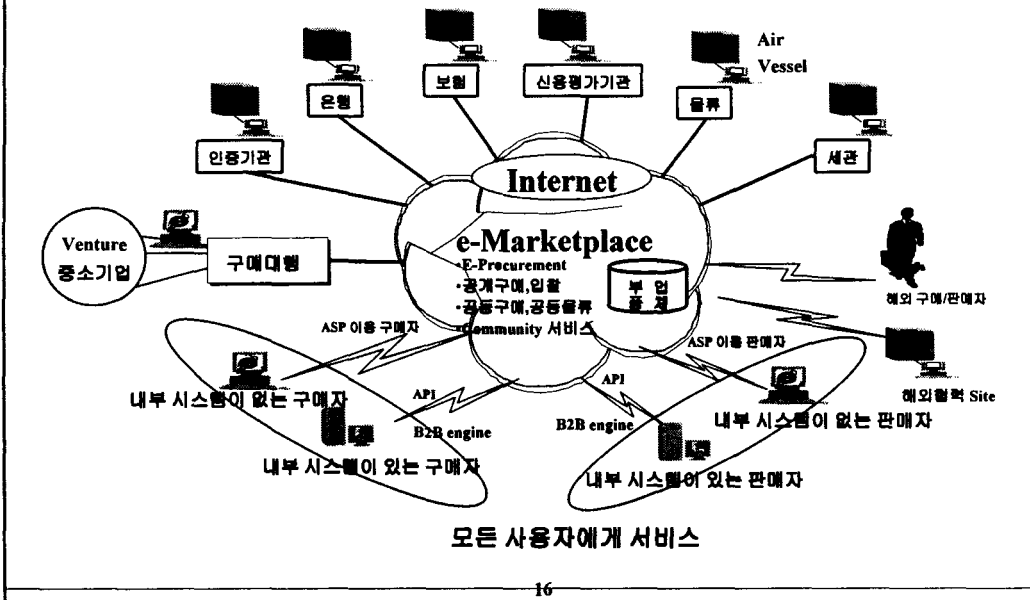 Air
Vessel
보험
신용평가기관
물류
은행
인증기관
세관
Internet
Venture
중소기업
구매대행
e-Marketplace
•E-Procurement
•공개구매,입찰
•공동구매,공동물류
•Community 서비스
부 업
품 체
해외 구매/판매자
ASP 이용 구매자
ASP 이용 판매자
내부 시스템이 없는 구매자
API
B2B engine
내부 시스템이 있는 구매자
API
B2B engine
해외협력 Site
내부 시스템이 없는 판매자
내부 시스템이 있는 판매자
모든 사용자에게 서비스
16